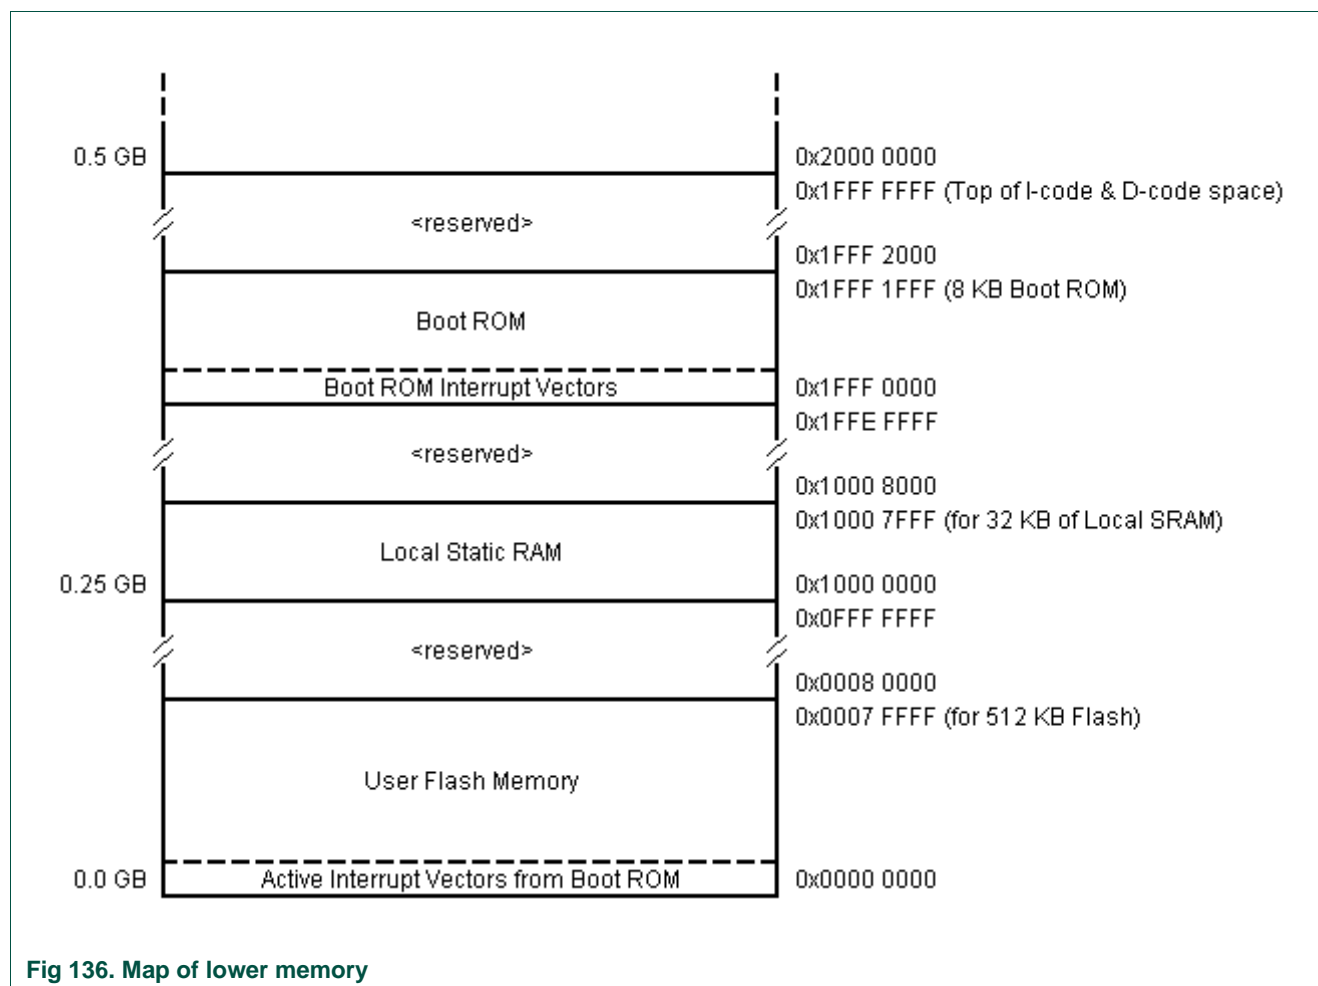 0.5 GB
0x2000 0000
0x1FFF FFFF (Top of I-code & D-code space)
<reserved>
0x1FFF 2000
0x1FFF 1FFF (8 KB Boot ROM)
Boot ROM
Boot ROM Interrupt Vectors
0x1FFF 0000
0x1FFE FFFF
<reserved>
0x1000 8000
0x1000 7FFF (for 32 KB of Local SRAM)
Local Static RAM
0.25 GB
0x1000 0000
0x0FFF FFFF
<reserved>
0x0008 0000
0x0007 FFFF (for 512 KB Flash)
User Flash Memory
0.0 GB
Active Interrupt Vectors from Boot ROM
0x0000 0000
Fig 136. Map of lower memory